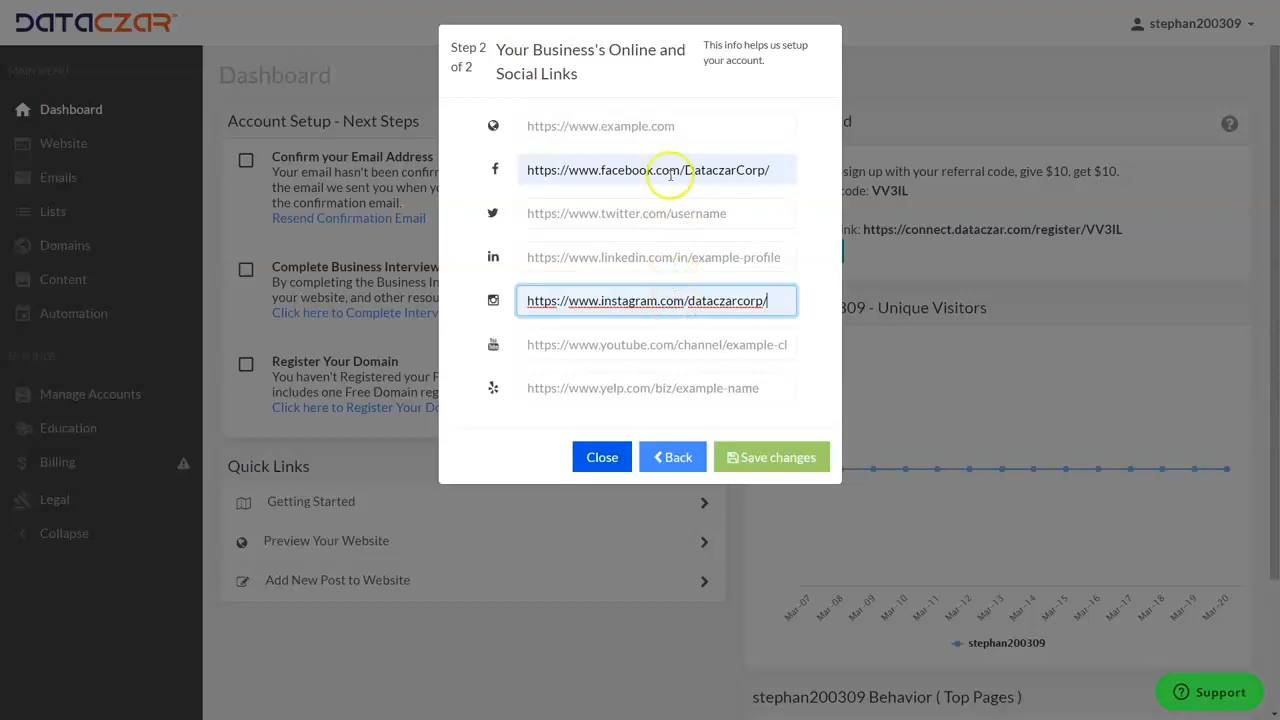 DATACZAR™
stephan200309
MAIN MENU
Dashboard
Website
Emails
Lists
Domains
Content
Automation
Manage Accounts
Education
Billing
Legal
Collapse
Dashboard
Account Setup - Next Steps
Confirm your Email Address
Your email hasn't been confirm
the email we sent you when y
the confirmation email.
Resend Confirmation Email
Complete Business Interview
By completing the Business In
your website, and other resou
Click here to Complete Interv
Register Your Domain
You haven't Registered your F
includes one Free Domain reg
Click here to Register Your Do
Quick Links
Getting Started
Preview Your Website
Add New Post to Website
Step 2
of 2
Your Business's Online and
Social Links
This info helps us setup
your account.
https://www.example.com
https://www.facebook.com/DataczarCorp/
https://www.twitter.com/username
https://www.linkedin.com/in/example-profile
https://www.instagram.com/dataczarcorp/
https://www.youtube.com/channel/example-cl
https://www.yelp.com/biz/example-name
Close
Back
Save changes
d
sign up with your referral code, give $10, get $10.
code: VV3IL
nk: https://connect.dataczar.com/register/VV3IL
309 - Unique Visitors
Mar-07
Mar-08
Mar-09
Mar-10
Mar-11
Mar-12
Mar-13
Mar-14
Mar-15
Mar-16
Mar-17
Mar-18
Mar-19
Mar-20
stephan200309
stephan200309 Behavior ( Top Pages )
Support